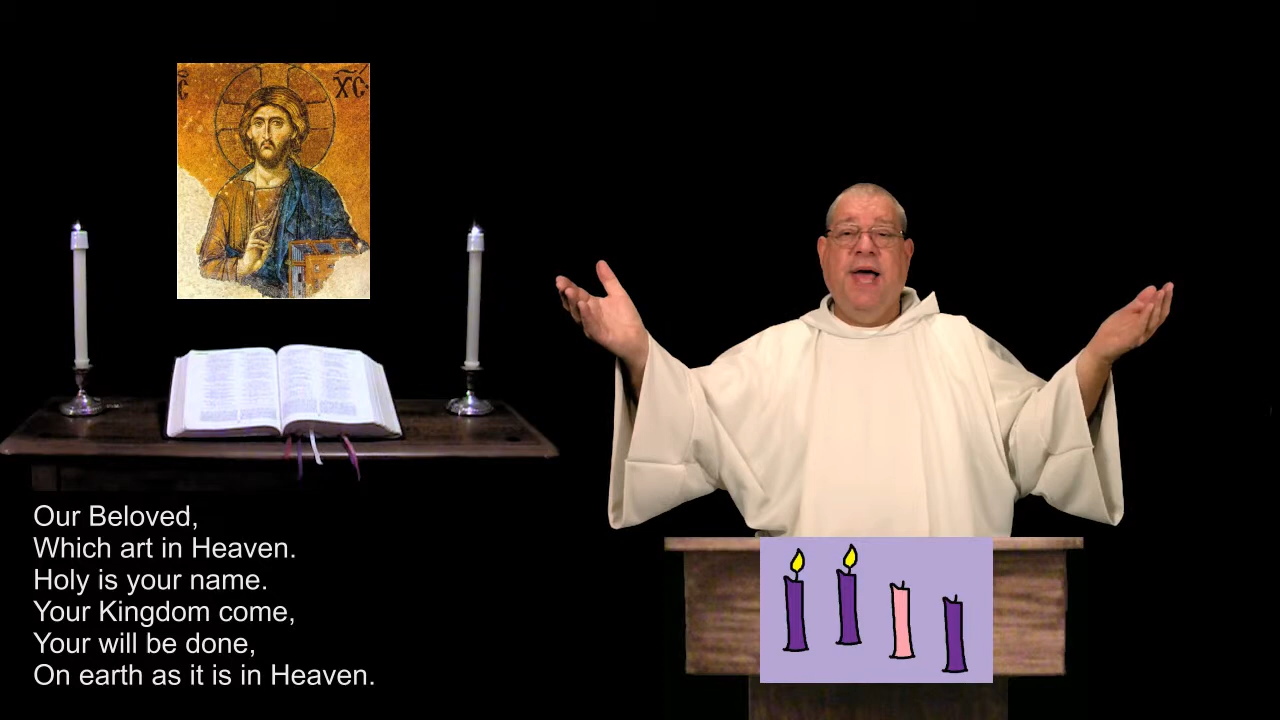 C
XC
Our Beloved,
Which art in Heaven.
Holy is your name.
Your Kingdom come,
Your will be done,
On earth as it is in Heaven.